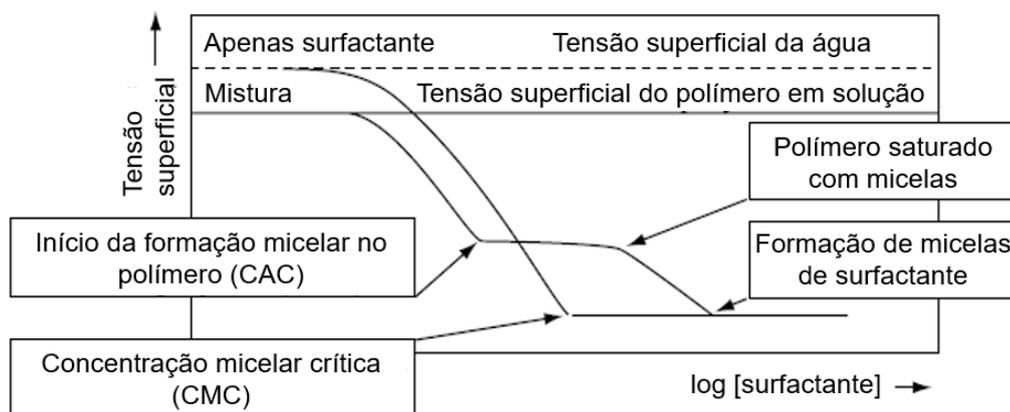 Tensão
superficial
Apenas surfactante
Tensão superficial da água
Mistura
Tensão superficial do polímero em solução
Polímero saturado
com micelas
Início da formação micelar no
polímero (CAC)
Formação de micelas
de surfactante
Concentração micelar crítica
(CMC)
log [surfactante]